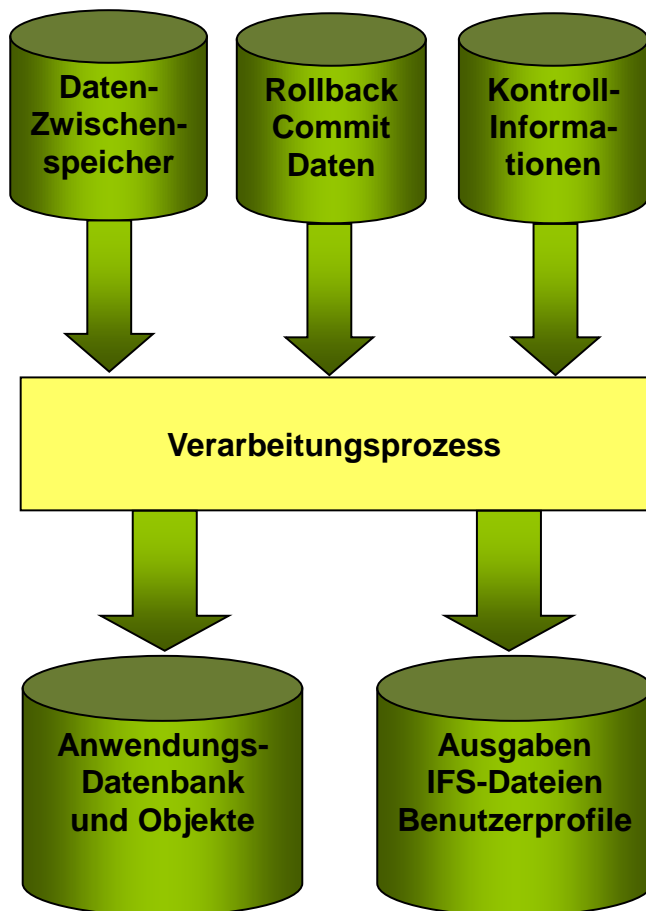 Daten-
Zwischen-
speicher
Rollback
Commit
Daten
Kontroll-
Informa-
tionen
Verarbeitungsprozess
Anwendungs-
Datenbank
und Objekte
Ausgaben
IFS-Dateien
Benutzerprofile